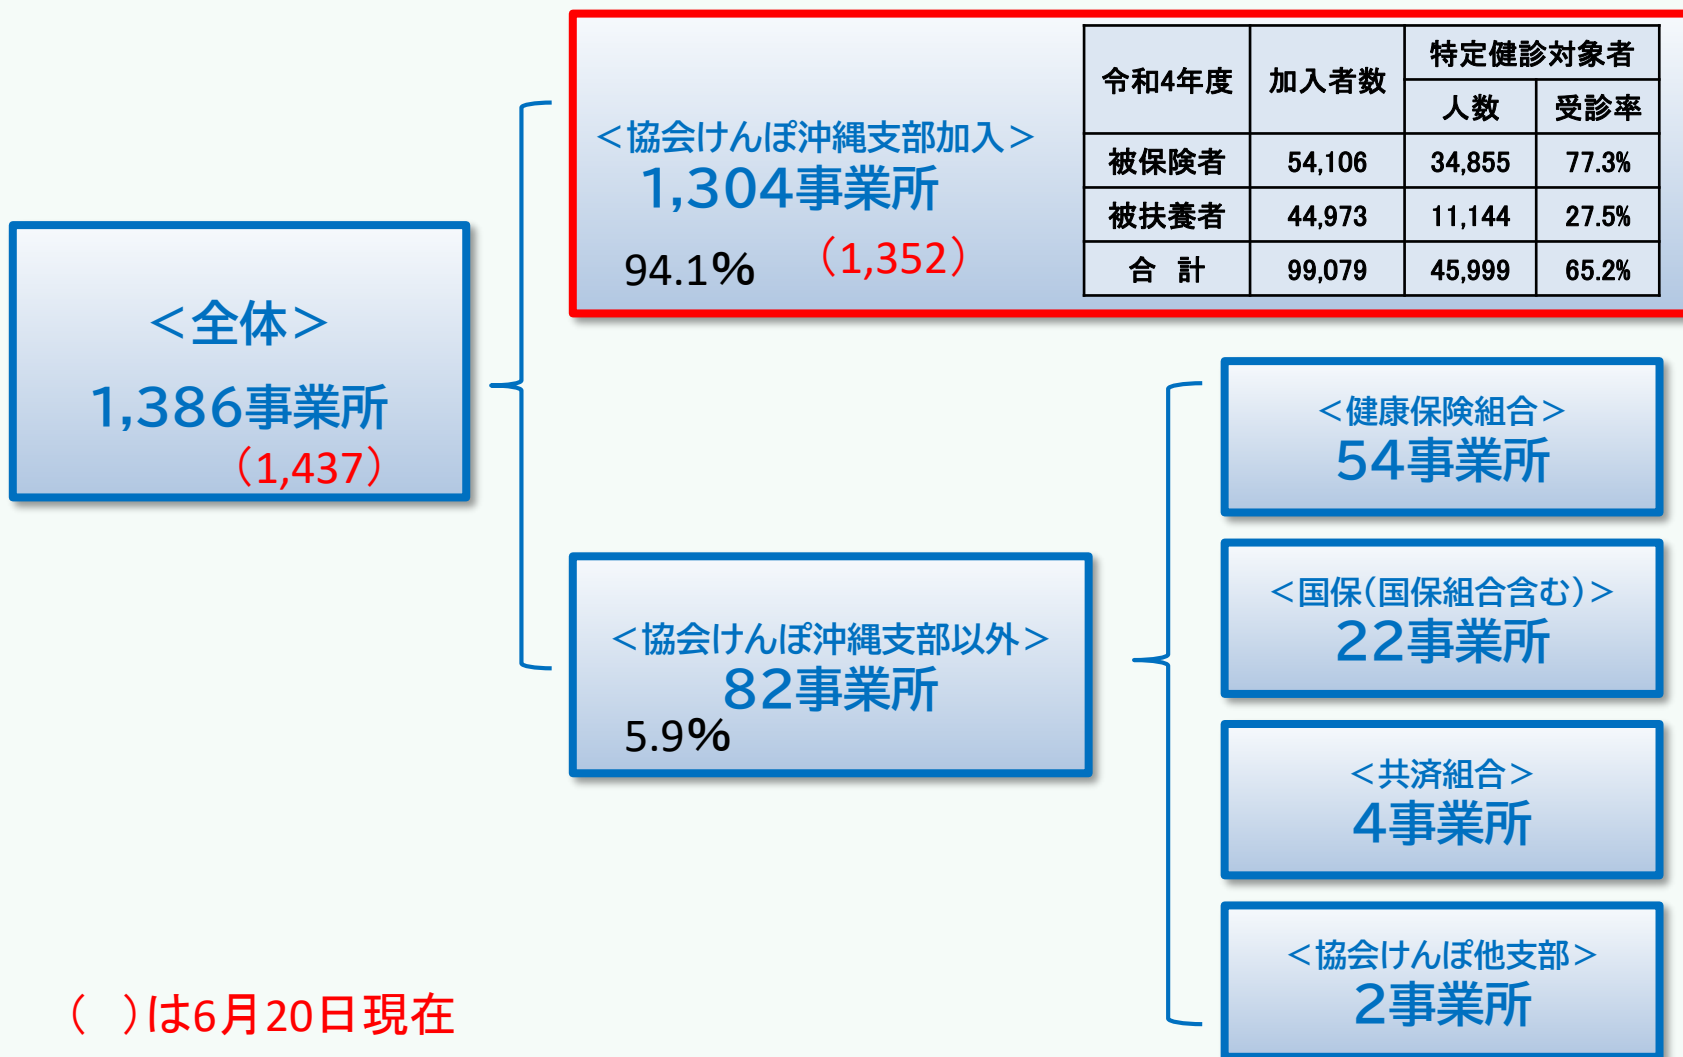 ＜全体＞
1,386事業所
（1,437）
＜協会けんぽ沖縄支部加入＞
1,304事業所
94.1% （1,352）
令和4年度 加入者数 特定健診対象者
人数 受診率
被保険者 54,106 34,855 77.3%
被扶養者 44,973 11,144 27.5%
合 計 99,079 45,999 65.2%
＜協会けんぽ沖縄支部以外＞
82事業所
5.9%
＜健康保険組合＞
54事業所
＜国保（国保組合含む）＞
22事業所
＜共済組合＞
4事業所
＜協会けんぽ他支部＞
2事業所
（ ）は6月20日現在